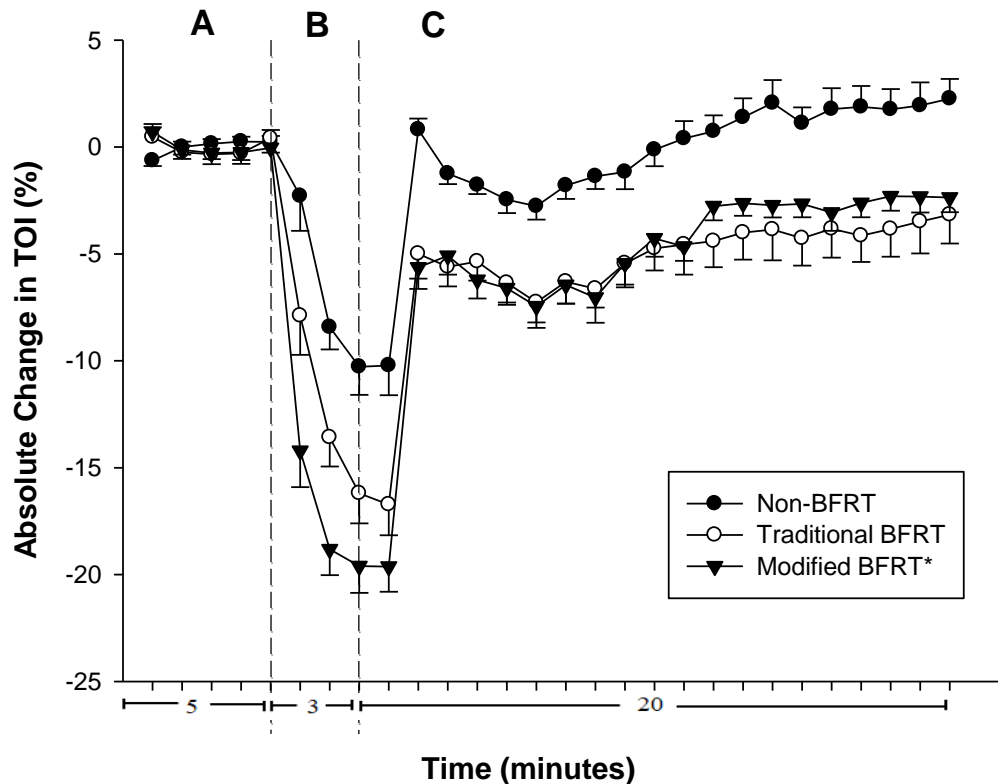 A B C
5
0
-5
-10
-15
-20
-25
Absolute Change in TOI (%)
Non-BFRT
Traditional BFRT
Modified BFRT*
5 3 20
Time (minutes)